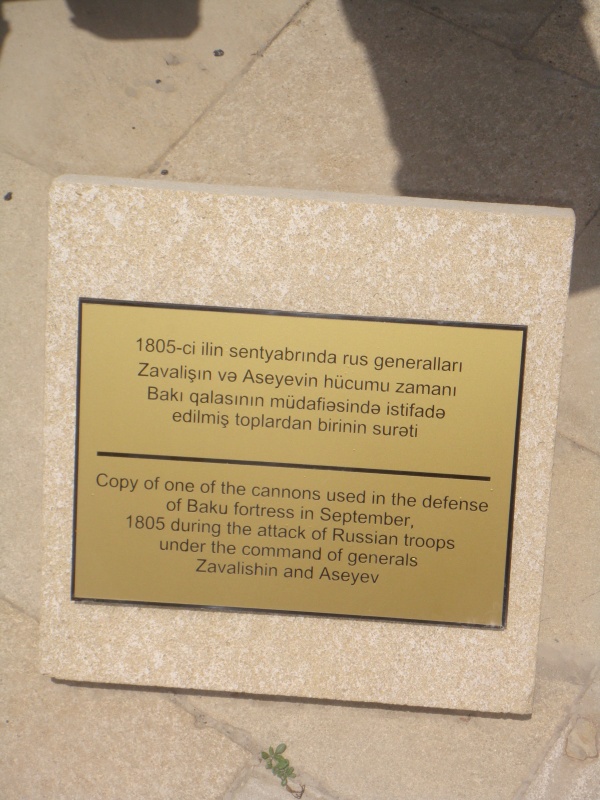 1805-ci ilin sentyabrında rus generalları
Zavalişın və Aseyevin hücumu zamanı
Bakı qalasının müdafiəsində istifadə
edilmiş toplardan birinin surəti
Copy of one of the cannons used in the defense
of Baku fortress in September,
1805 during the attack of Russian troops
under the command of generals
Zavalishin and Aseyev